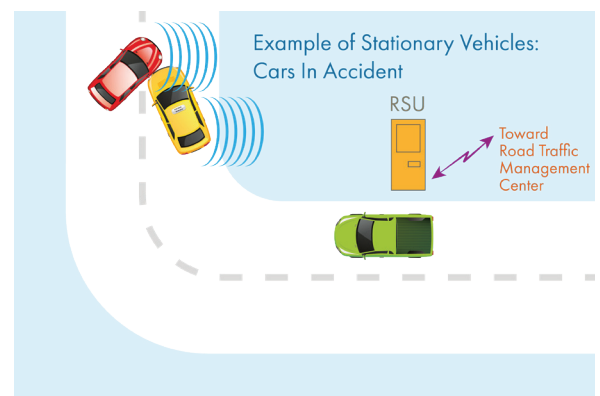 Example of Stationary Vehicles:
Cars In Accident
RSU
Toward
Road Traffic
Management
Center